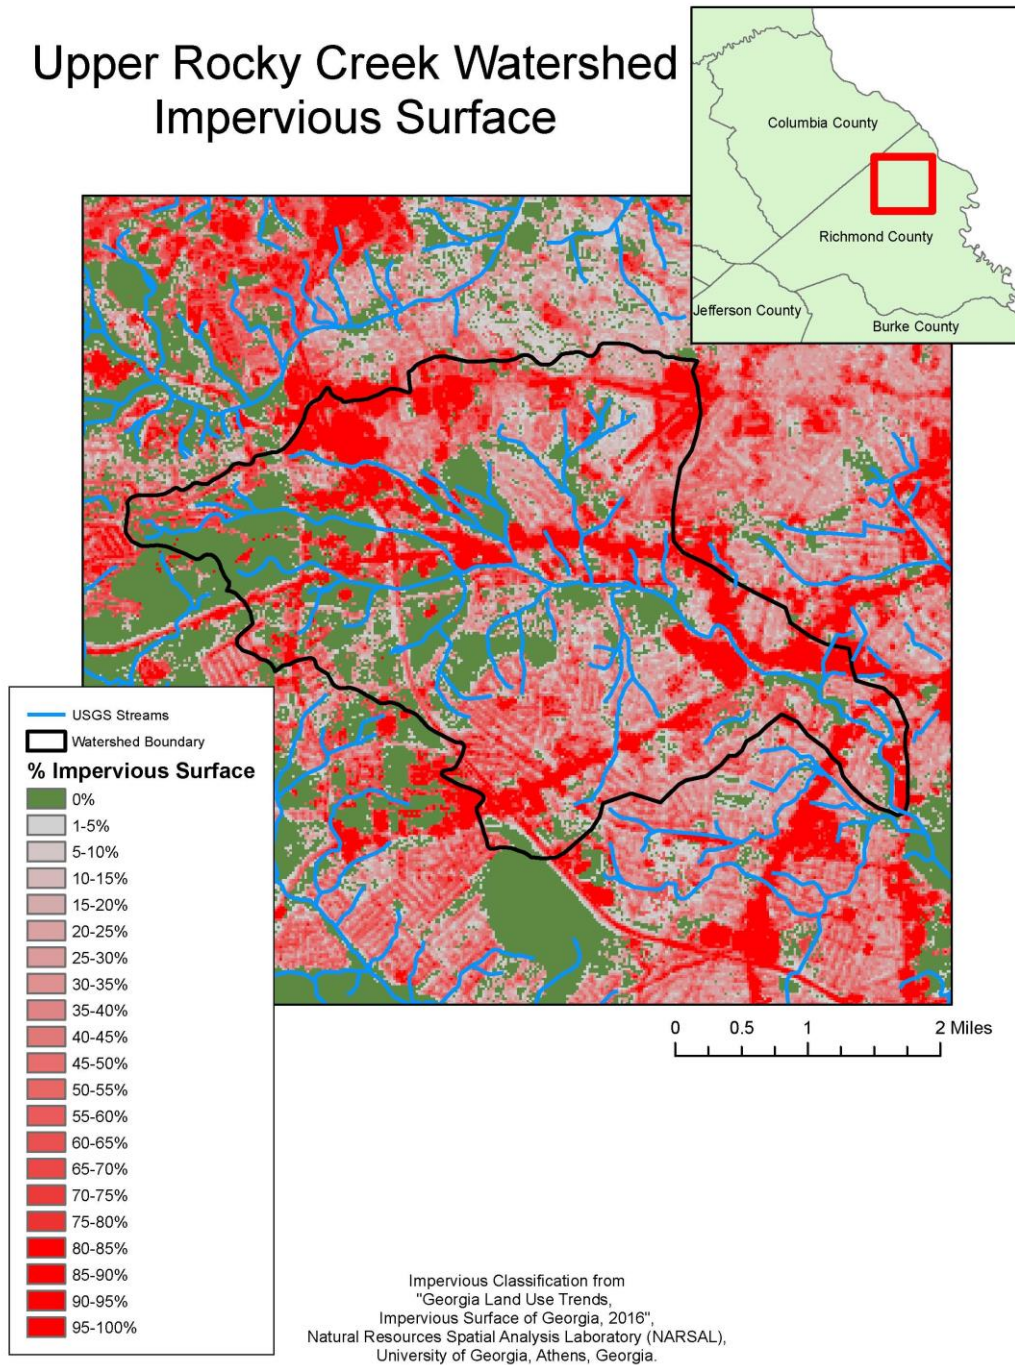 Upper Rocky Creek Watershed
Impervious Surface
Columbia County
Richmond County
Jefferson County
Burke County
USGS Streams
Watershed Boundary
% Impervious Surface
0%
1-5%
5-10%
10-15%
15-20%
20-25%
25-30%
30-35%
35-40%
40-45%
45-50%
50-55%
55-60%
60-65%
65-70%
70-75%
75-80%
80-85%
85-90%
90-95%
95-100%
0 0.5 1 2 Miles
Impervious Classification from
"Georgia Land Use Trends,
Impervious Surface of Georgia, 2016",
Natural Resources Spatial Analysis Laboratory (NARSAL),
University of Georgia, Athens, Georgia.